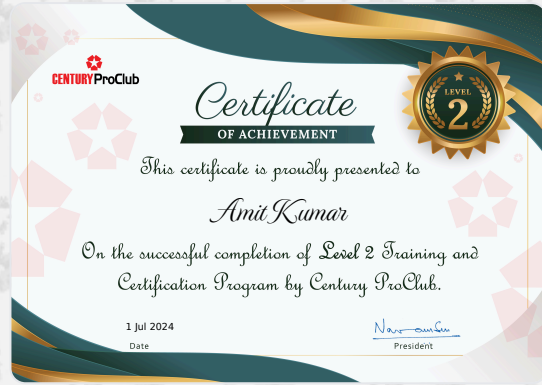 CENTURY ProClub
LEVEL
2
Certificate
OF ACHIEVEMENT
This certificate is proudly presented to
Amit Kumar
On the successful completion of Level 2 Training and
Certification Program by Century ProClub.
1 Jul 2024
Date
President